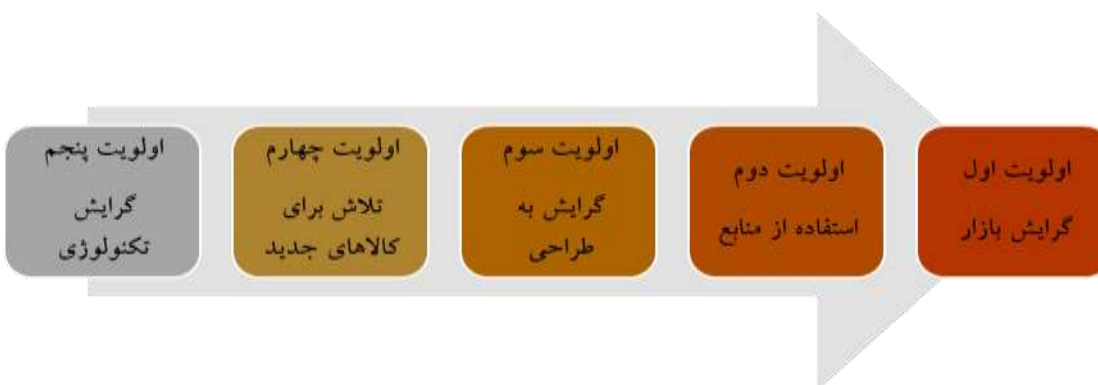 اولویت اول
گرایش بازار
اولویت دوم
استفاده از منابع
اولویت سوم
گرایش به
طراحی
اولویت چهارم
تلاش برای
کالاهای جدید
اولویت پنجم
گرایش
تکنولوژی